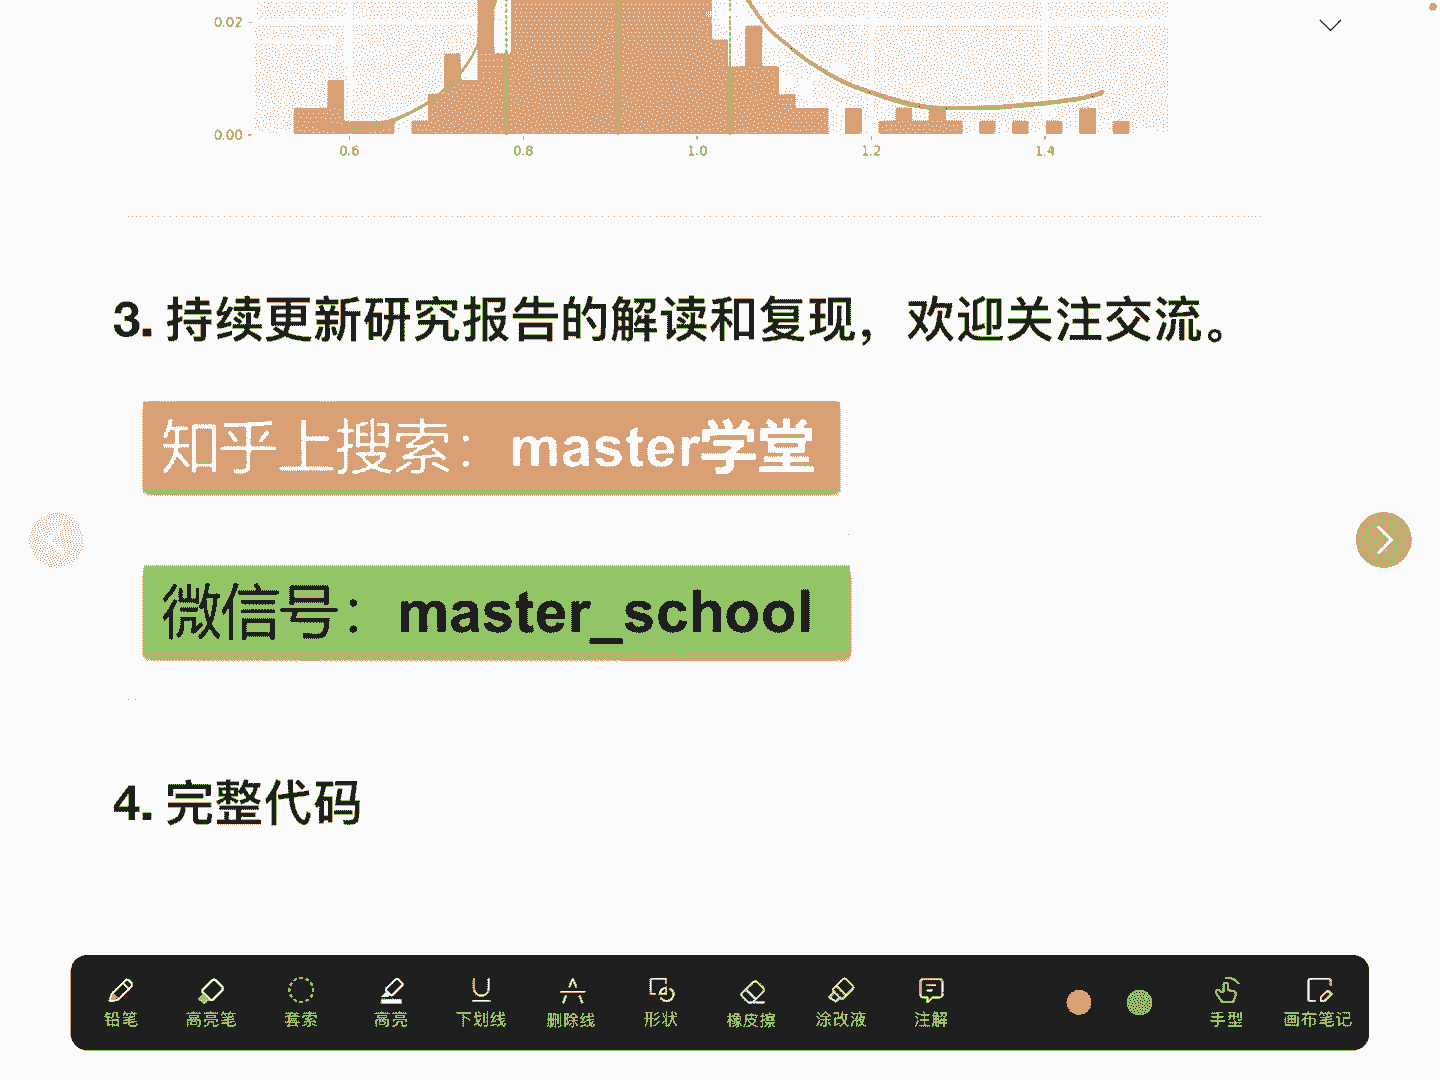 0.02
0.00
0.6 0.8 1.0 1.2 1.4
3. 持续更新研究报告的解读和复现，欢迎关注交流。
知乎上搜索：master学堂
微信号：master_school
4. 完整代码
铅笔 高亮笔 套索 高亮 下划线 删除线 形状 橡皮擦 涂改液 注解 手型 画布笔记